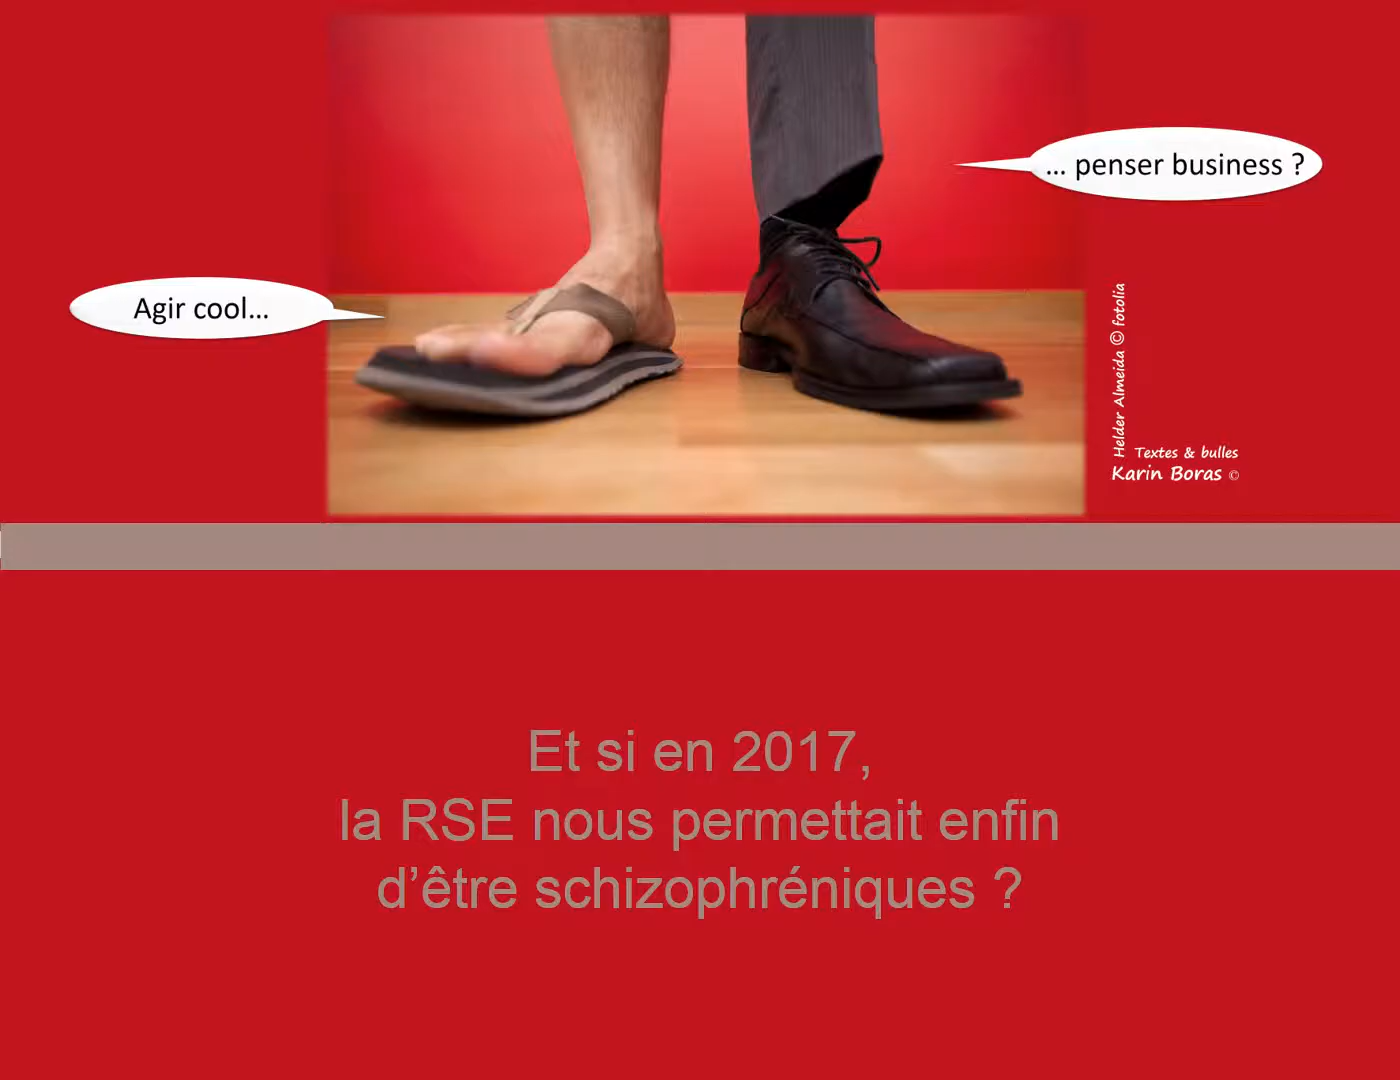 ... penser business ?
Agir cool...
Helder Almeida © fotolia
Textes & bulles
Karin Boras ©
Et si en 2017,
la RSE nous permettait enfin
d’être schizophréniques ?